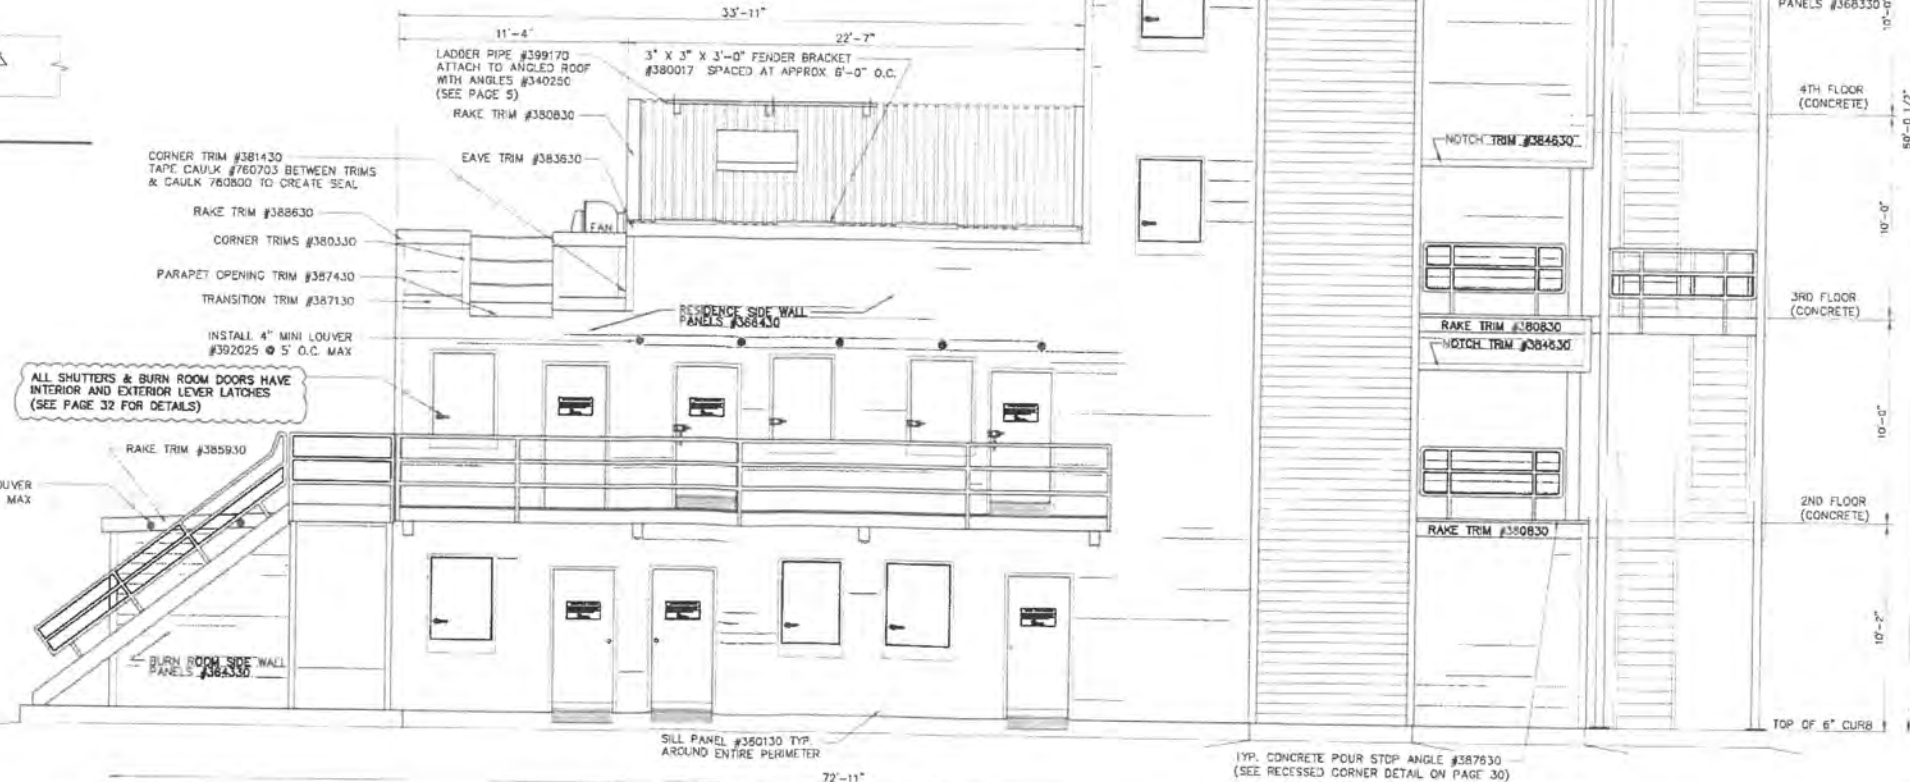 33'-11"
11'-4"
22'-7"
LADDER PIPE #399170
ATTACH TO ANGLED ROOF
WITH ANGLES #340250
(SEE PAGE 5)
3" X 3" X 3'-0" FENDER BRACKET
#380017 SPACED AT APPROX 6'-0" O.C.
RAKE TRIM #380830
EAVE TRIM #383630
CORNER TRIM #381430
TAPE CAULK #760703 BETWEEN TRIMS
& CAULK 760800 TO CREATE SEAL
RAKE TRIM #388630
FAN
CORNER TRIMS #380330
PARAPET OPENING TRIM #387430
TRANSITION TRIM #387130
RESIDENCE SIDE WALL
PANELS #368430
INSTALL 4" MINI LOUVER
#392025 @ 5' O.C. MAX
ALL SHUTTERS & BURN ROOM DOORS HAVE
INTERIOR AND EXTERIOR LEVER LATCHES
(SEE PAGE 32 FOR DETAILS)
RAKE TRIM #385930
MAX
BURN ROOM SIDE WALL
PANELS #364330
SILL PANEL #360130 TYP.
AROUND ENTIRE PERIMETER
72'-11"
PANELS #368330
10'-0"
4TH FLOOR
(CONCRETE)
NOTCH TRIM #384630
10'-0"
3RD FLOOR
(CONCRETE)
RAKE TRIM #380830
NOTCH TRIM #384630
10'-0"
2ND FLOOR
(CONCRETE)
RAKE TRIM #380830
10'-2"
TOP OF 6" CURB
TYP. CONCRETE POUR STOP ANGLE #387630
(SEE RECESSED CORNER DETAIL ON PAGE 30)